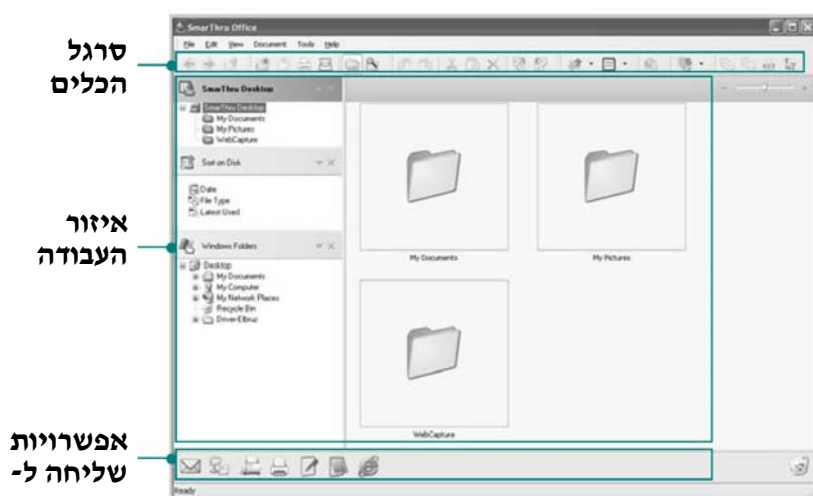 SmarThru Office
File Edit View Document Tools Help
סרגל
הכלים
SmarThru Desktop
SmarThru Desktop
My Documents
My Pictures
WebCapture
Sort on Disk
Date
File Type
Latest Used
איזור
העבודה
Windows Folders
Desktop
My Documents
My Computer
My Network Places
Recycle Bin
Driver-Elbruz
My Documents
My Pictures
WebCapture
אפשרויות
שליחה ל-
Ready